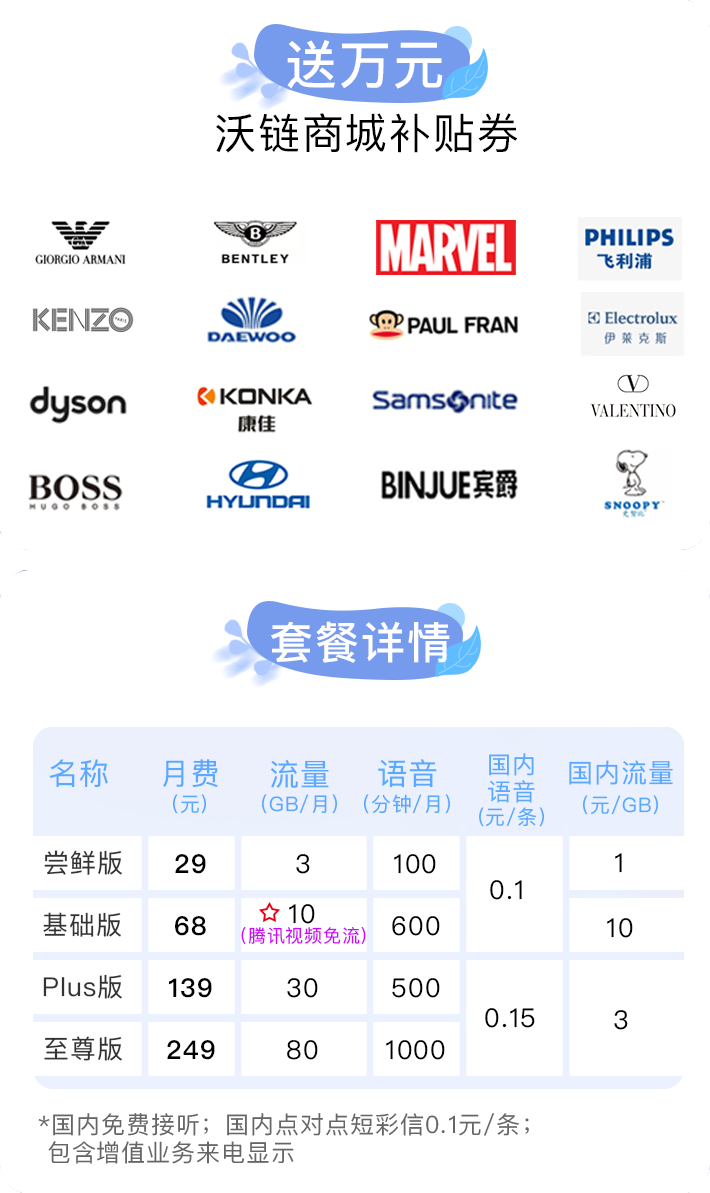 送万元
沃链商城补贴券
GIORGIO ARMANI
BENTLEY
MARVEL
PHILIPS
飞利浦
KENZO
PARIS
DAEWOO
PAUL FRAN
Electrolux
伊莱克斯
dyson
KONKA
康佳
Samsonite
VALENTINO
BOSS
HUGO BOSS
HYUNDAI
BINJUE宾爵
SNOOPY
套餐详情
名称 月费 流量 语音 国内语音 国内流量
(元) (GB/月) (分钟/月) (元/条) (元/GB)
尝鲜版 29 3 100 0.1 1
基础版 68 10 600 10
(腾讯视频免流)
Plus版 139 30 500 0.15 3
至尊版 249 80 1000
*国内免费接听；国内点对点短彩信0.1元/条；
包含增值业务来电显示